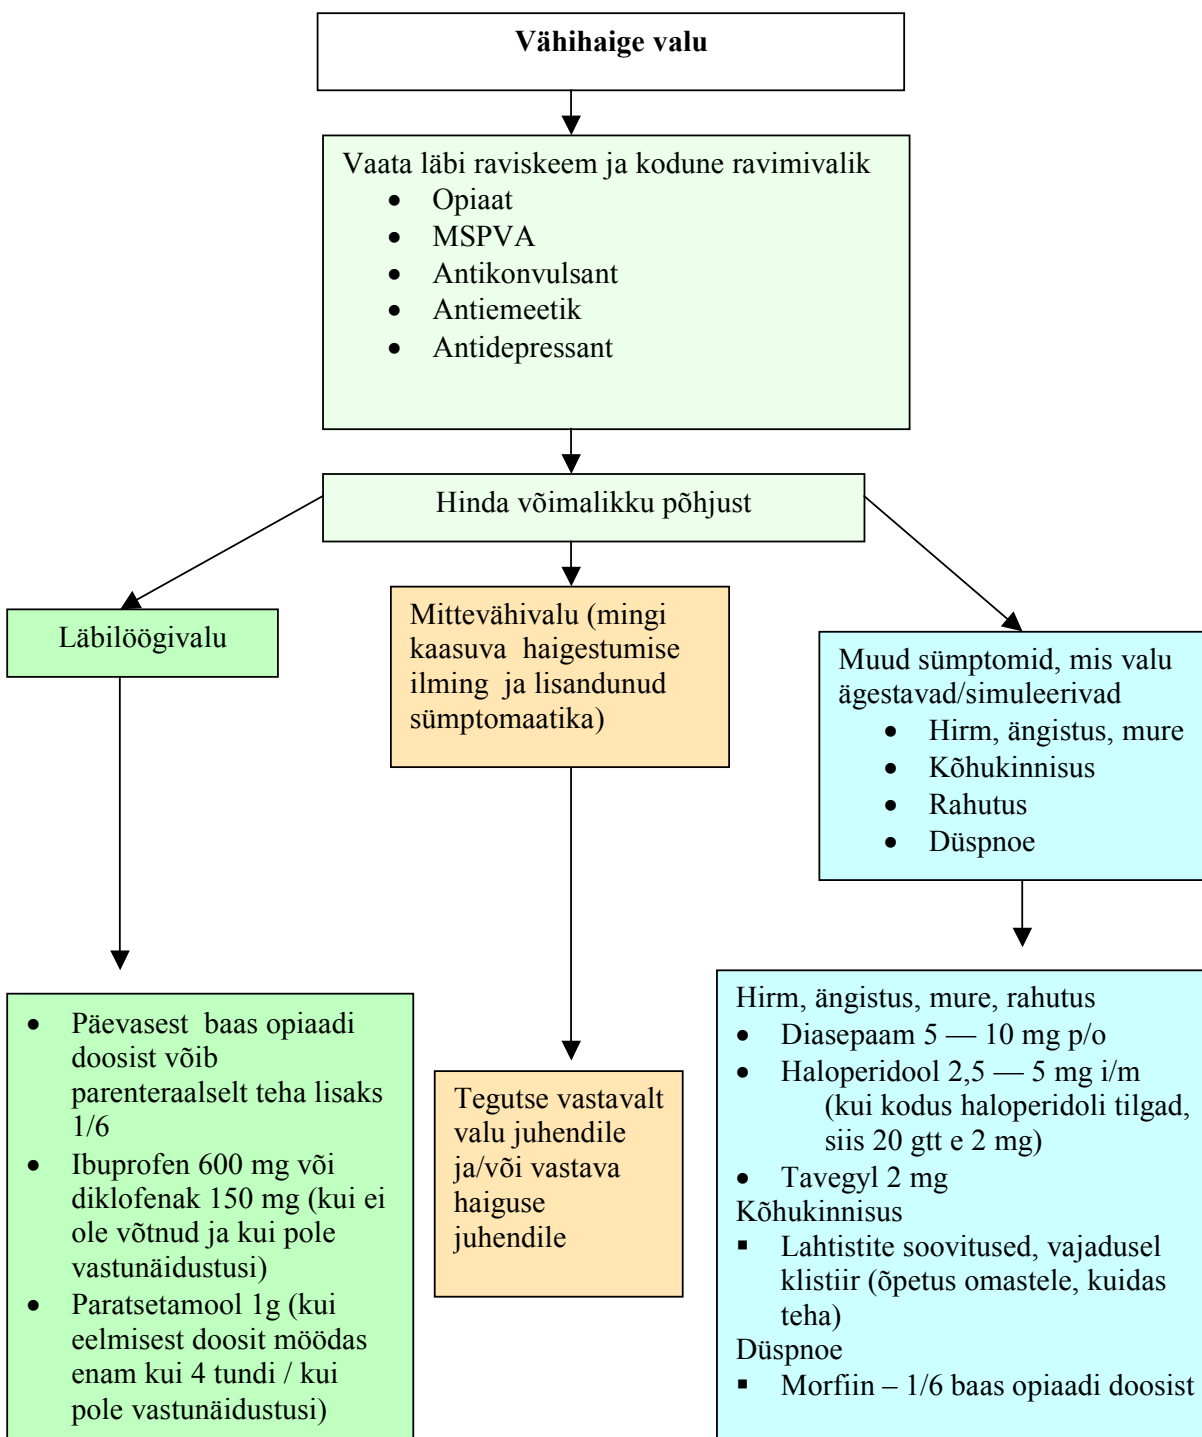 Vähihaige valu
Vaata läbi raviskeem ja kodune ravimivalik
• Opiaat
• MSPVA
• Antikonvulsant
• Antiemeetik
• Antidepressant
Hinda võimalikku põhjust
Läbilöögivalu
Mittevähivalu (mingi
kaasuva haigestumise
ilming ja lisandunud
sümptomaatika)
Muud sümptomid, mis valu
ägestavad/simuleerivad
• Hirm, ängistus, mure
• Kõhukinnisus
• Rahutus
• Düspnoe
• Päevasest baas opiaadi
doosist võib
parenteraalselt teha lisaks
1/6
• Ibuprofen 600 mg või
diklofenak 150 mg (kui ei
ole võtnud ja kui pole
vastunäidustusi)
• Paratsetamool 1g (kui
eelmisest doosit möödas
enam kui 4 tundi / kui
pole vastunäidustusi)
Tegutse vastavalt
valu juhendile
ja/või vastava
haiguse
juhendile
Hirm, ängistus, mure, rahutus
• Diasepaam 5 — 10 mg p/o
• Haloperidool 2,5 — 5 mg i/m
(kui kodus haloperidoli tilgad,
siis 20 gtt e 2 mg)
• Tavegyl 2 mg
Kõhukinnisus
▪ Lahtistite soovitused, vajadusel
klistiir (õpetus omastele, kuidas
teha)
Düspnoe
▪ Morfiin – 1/6 baas opiaadi doosist